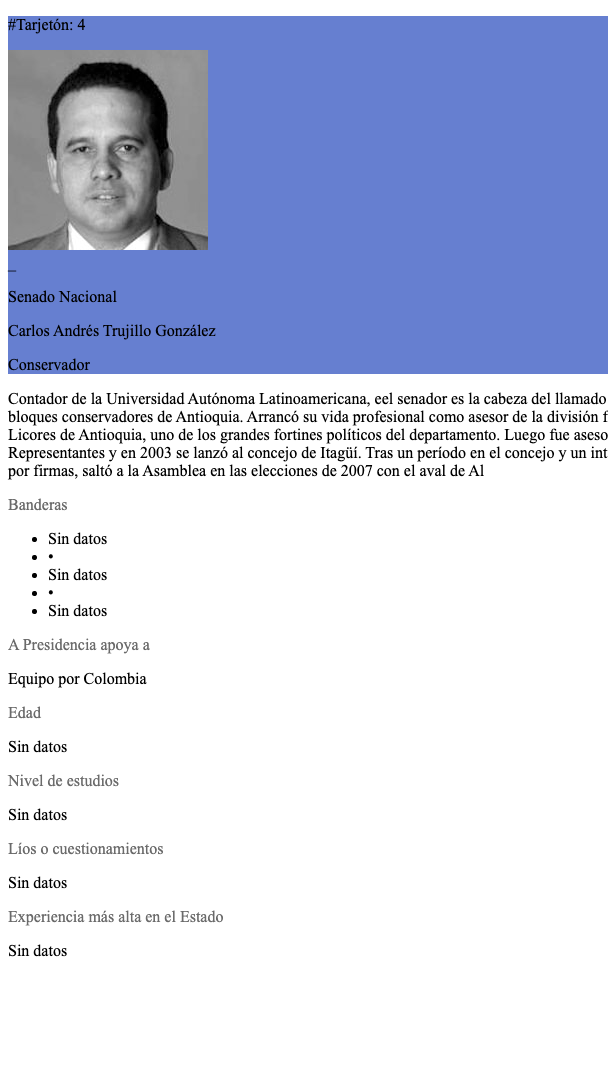 #Tarjetón: 4
_
Senado Nacional
Carlos Andrés Trujillo González
Conservador
Contador de la Universidad Autónoma Latinoamericana, eel senador es la cabeza del llamado
bloques conservadores de Antioquia. Arrancó su vida profesional como asesor de la división f
Licores de Antioquia, uno de los grandes fortines políticos del departamento. Luego fue aseso
Representantes y en 2003 se lanzó al concejo de Itagüí. Tras un período en el concejo y un int
por firmas, saltó a la Asamblea en las elecciones de 2007 con el aval de Al
Banderas
• Sin datos
• •
• Sin datos
• •
• Sin datos
A Presidencia apoya a
Equipo por Colombia
Edad
Sin datos
Nivel de estudios
Sin datos
Líos o cuestionamientos
Sin datos
Experiencia más alta en el Estado
Sin datos